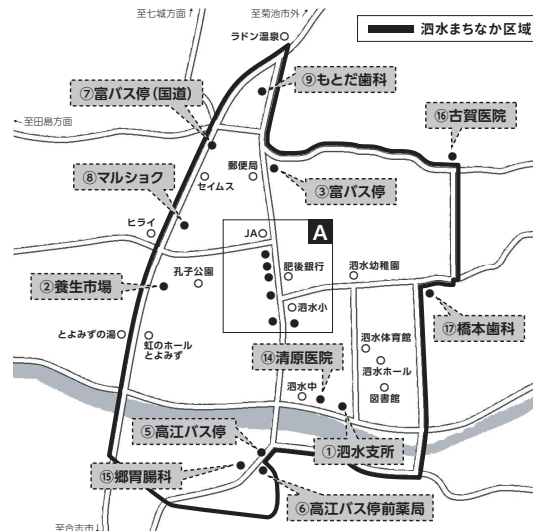 至七城方面↑
至菊池市外↑
ラドン温泉
泗水まちなか区域
⑦富バス停(国道)
⑨もとだ歯科
←至田島方面
⑯古賀医院
郵便局
⑧マルショク
セイムス
③富バス停
ヒライ
JA
A
孔子公園
肥後銀行
泗水幼稚園
②養生市場
泗水小
⑰橋本歯科
とよみずの湯
虹のホール
とよみず
泗水体育館
⑭清原医院
泗水ホール
泗水中
図書館
⑤高江バス停
①泗水支所
⑮郷胃腸科
⑥高江バス停前薬局
至合志市↓